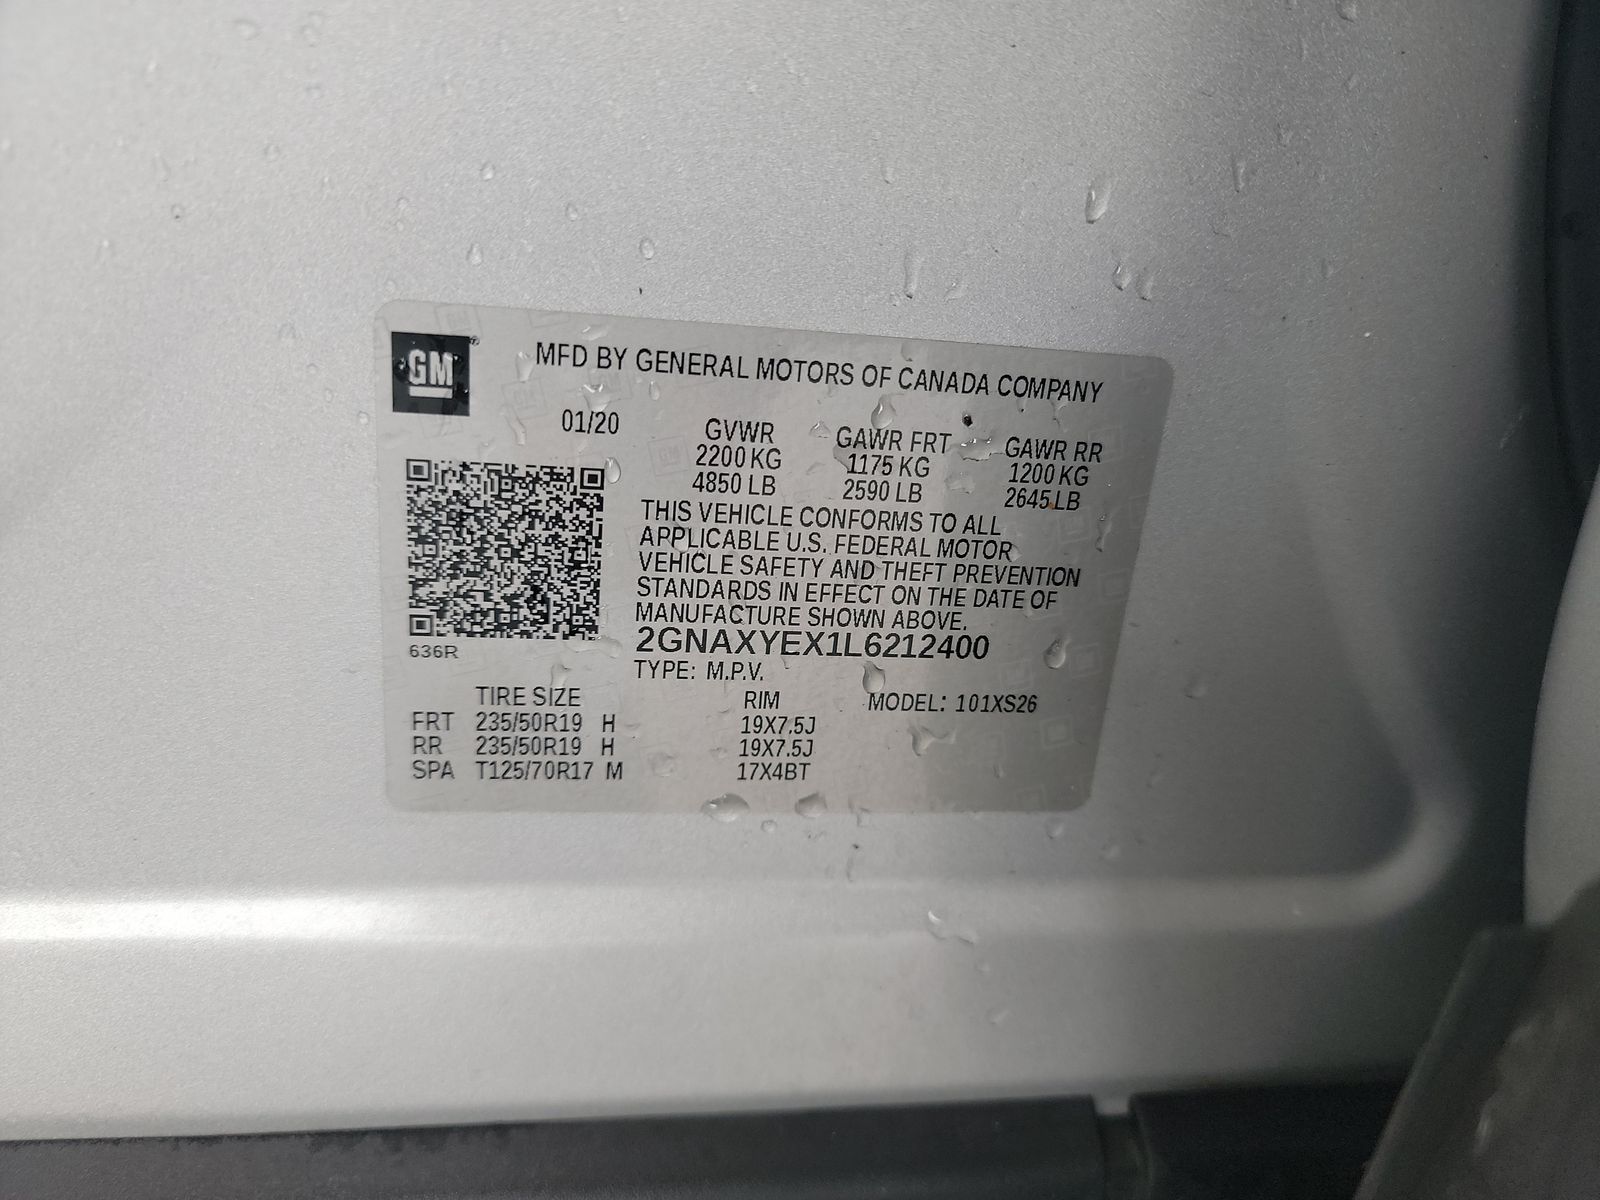 GM
MFD BY GENERAL MOTORS OF CANADA COMPANY
01/20
GVWR GAWR FRT GAWR RR
2200 KG 1175 KG 1200 KG
4850 LB 2590 LB 2645 LB
THIS VEHICLE CONFORMS TO ALL
APPLICABLE U.S. FEDERAL MOTOR
VEHICLE SAFETY AND THEFT PREVENTION
STANDARDS IN EFFECT ON THE DATE OF
MANUFACTURE SHOWN ABOVE.
2GNAXYEX1L6212400
636R
TYPE: M.P.V.
TIRE SIZE RIM MODEL: 101XS26
FRT 235/50R19 H 19X7.5J
RR 235/50R19 H 19X7.5J
SPA T125/70R17 M 17X4BT